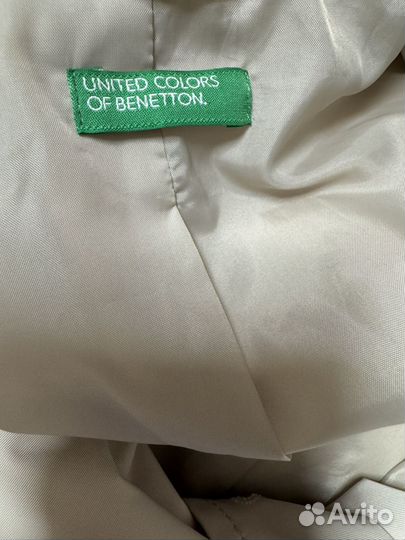 UNITED COLORS
OF BENETTON.
Avito